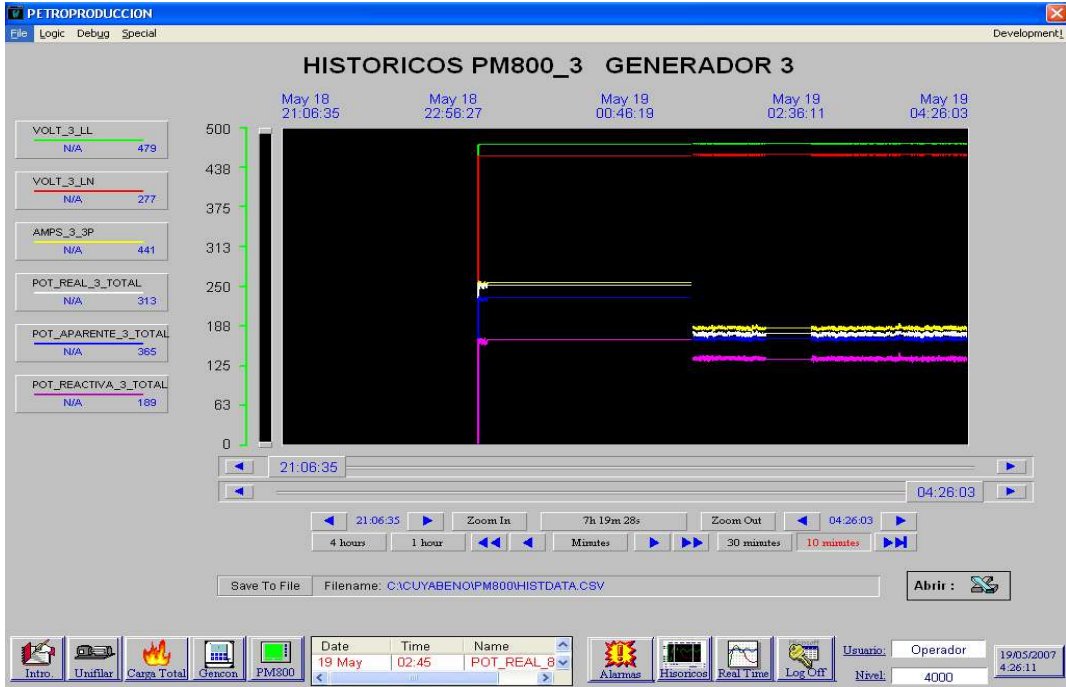 PETROPRODUCCION
File Logic Debug Special Development!
HISTORICOS PM800_3 GENERADOR 3
May 18 May 18 May 19 May 19 May 19
21:06:35 22:56:27 00:46:19 02:36:11 04:26:03
VOLT_3_LL
N/A 479
VOLT_3_LN
N/A 277
AMPS_3_3P
N/A 441
POT_REAL_3_TOTAL
N/A 313
POT_APARENTE_3_TOTAL
N/A 365
POT_REACTIVA_3_TOTAL
N/A 189
500
438
375
313
250
188
125
63
0
21:06:35
04:26:03
21:06:35 Zoom In 7h 19m 28s Zoom Out 04:26:03
4 hours 1 hour Minutes 30 minutes 10 minutes
Save To File Filename: C:\CUYABENO\PM800\HISTDATA.CSV Abrir :
Intro. Unifilar Carga Total Gencon PM800
Date Time Name
19 May 02:45 POT_REAL_8
Alarmas Hisoricos Real Time Log Off
Usuario: Operador
Nivel: 4000
19/05/2007
4:26:11